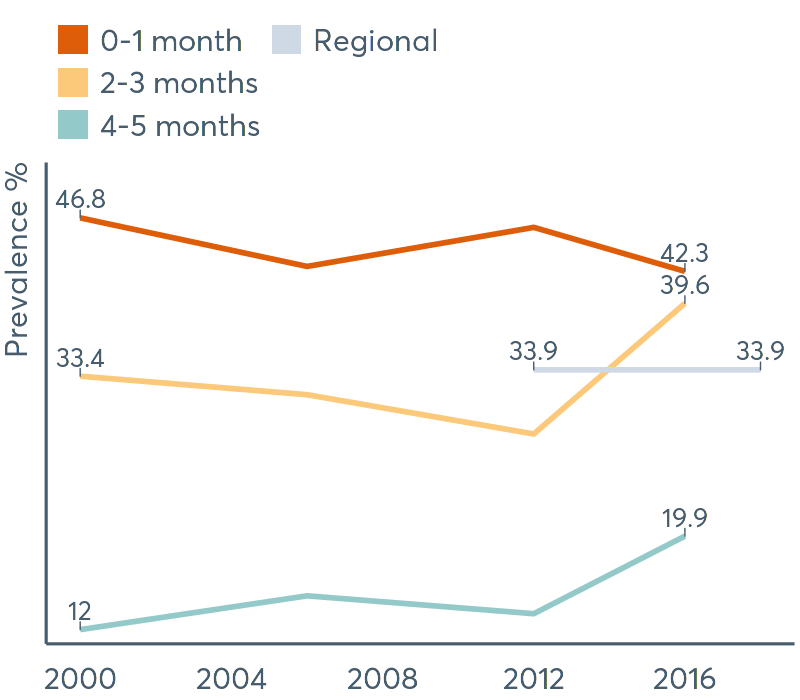 0-1 month Regional
2-3 months
4-5 months
Prevalence %
46.8
42.3
39.6
33.9 33.9
33.4
19.9
12
2000 2004 2008 2012 2016